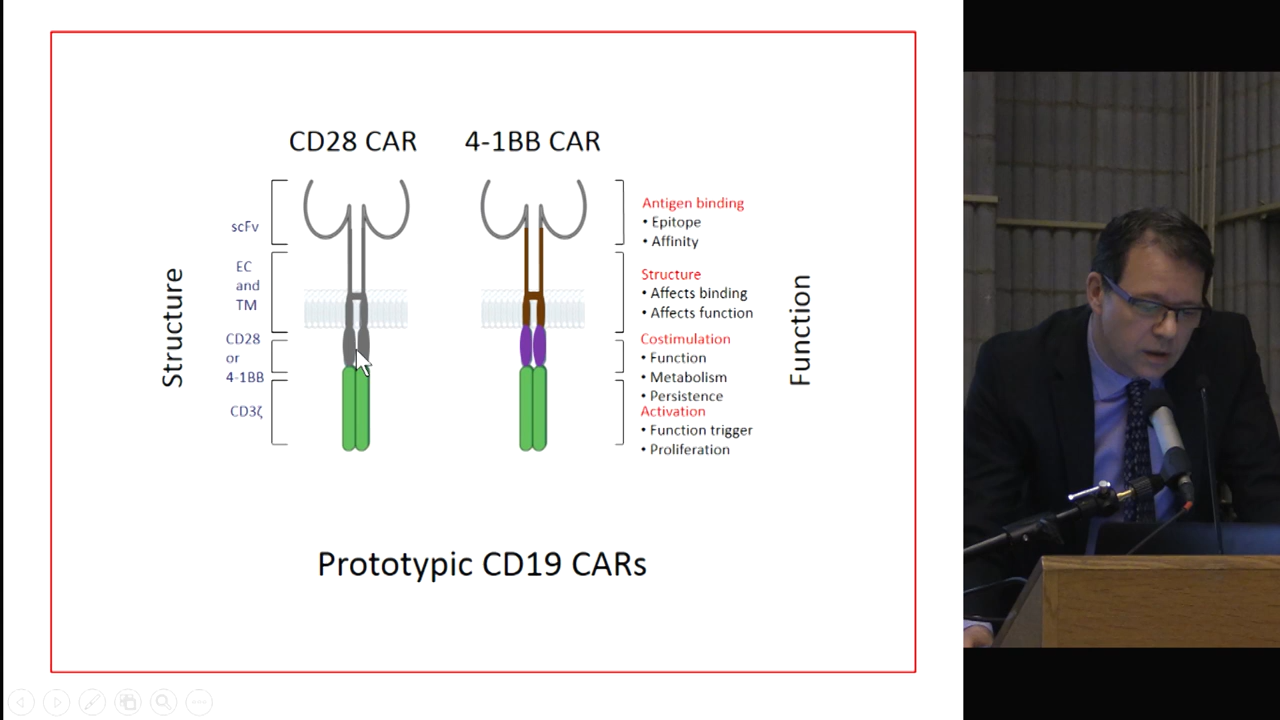 CD28 CAR
4-1BB CAR
Structure
scFv
EC
and
TM
CD28
or
4-1BB
CD3ζ
Antigen binding
• Epitope
• Affinity
Structure
• Affects binding
• Affects function
Costimulation
• Function
• Metabolism
• Persistence
Activation
• Function trigger
• Proliferation
Function
Prototypic CD19 CARs